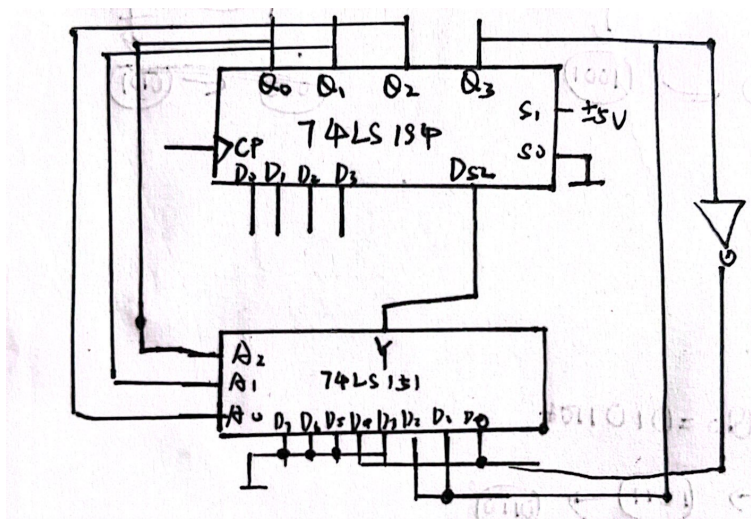 Q0 Q1 Q2 Q3
S1 ±5V
74LS194
CP S0
D0 D1 D2 D3 DSL
A2 Y
A1 74LS151
A0 D7 D6 D5 D4 D3 D2 D1 D0